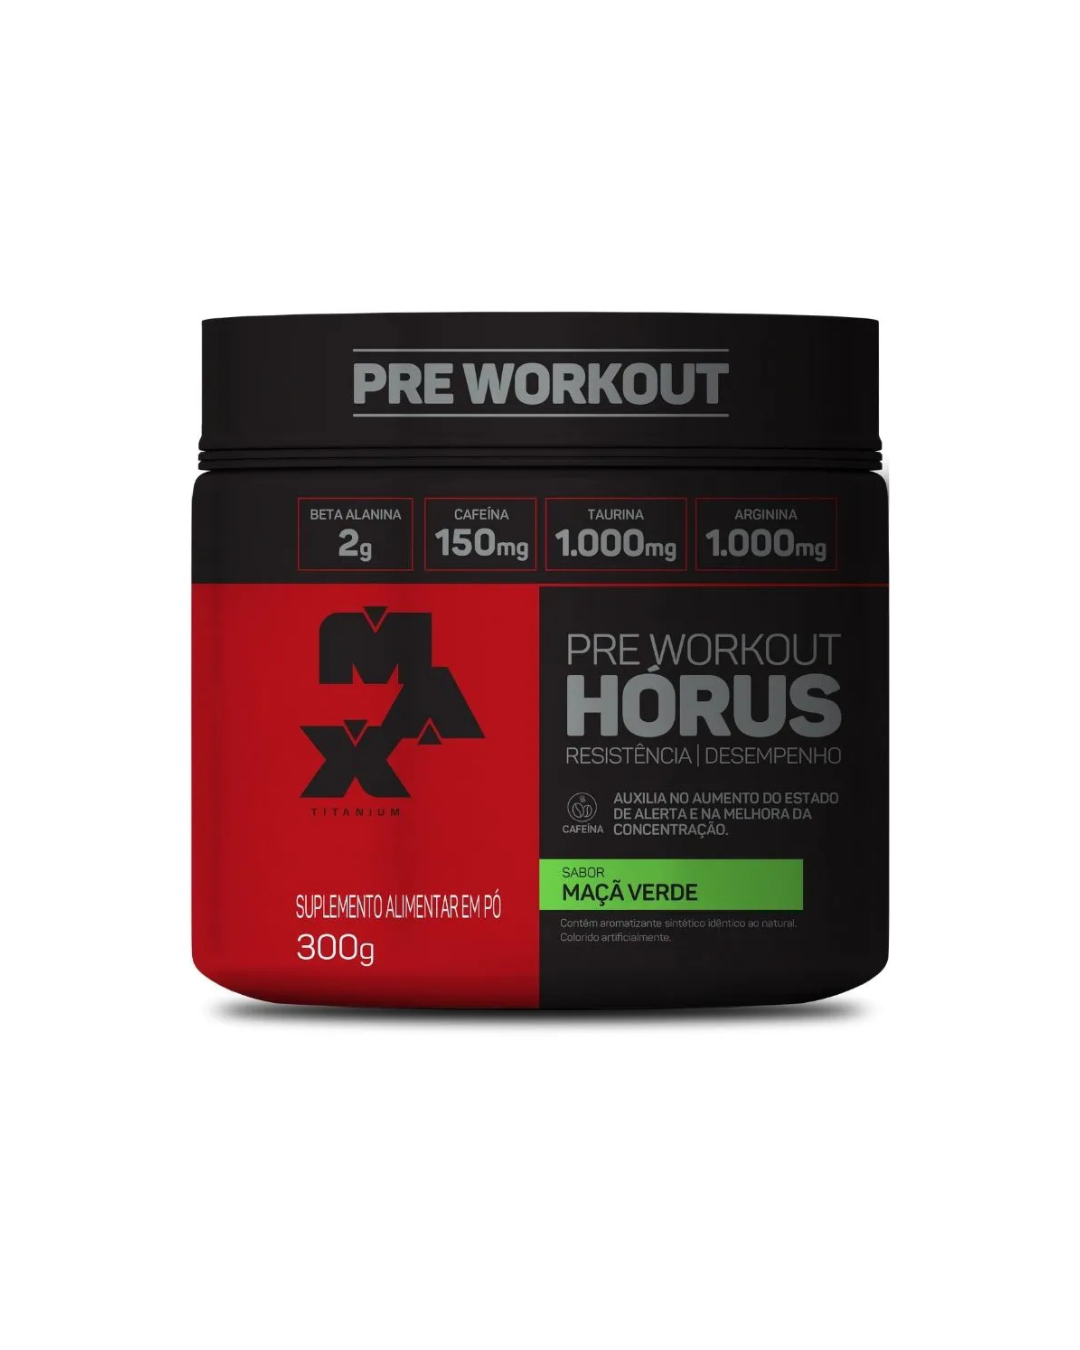 PRE WORKOUT
BETA ALANINA
2g
CAFEÍNA
150mg
TAURINA
1.000mg
ARGININA
1.000mg
MAX
TITANIUM
SUPLEMENTO ALIMENTAR EM PÓ
300g
PRE WORKOUT
HÓRUS
RESISTÊNCIA | DESEMPENHO
CAFEÍNA
AUXILIA NO AUMENTO DO ESTADO
DE ALERTA E NA MELHORA DA
CONCENTRAÇÃO.
SABOR
MAÇÃ VERDE
Contém aromatizante sintético idêntico ao natural.
Colorido artificialmente.